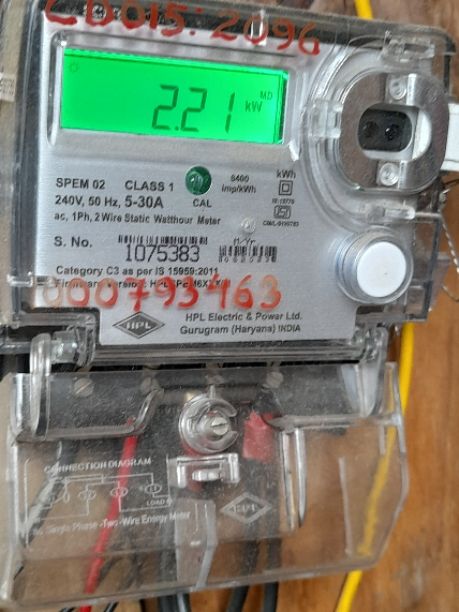 CD015:2096
MD
2.21 kW
SPEM 02 CLASS 1
240V, 50 Hz, 5-30A
ac, 1Ph, 2 Wire Static Watthour Meter
CAL
6400
imp/kWh
kWh
S. No.
1075383
M/Yr
Category C3 as per IS 15959:2011
000793463
HPL
HPL Electric & Power Ltd.
Gurugram (Haryana) INDIA
CONNECTION DIAGRAM
LOAD
Single Phase -Two-Wire Energy Meter
HPL